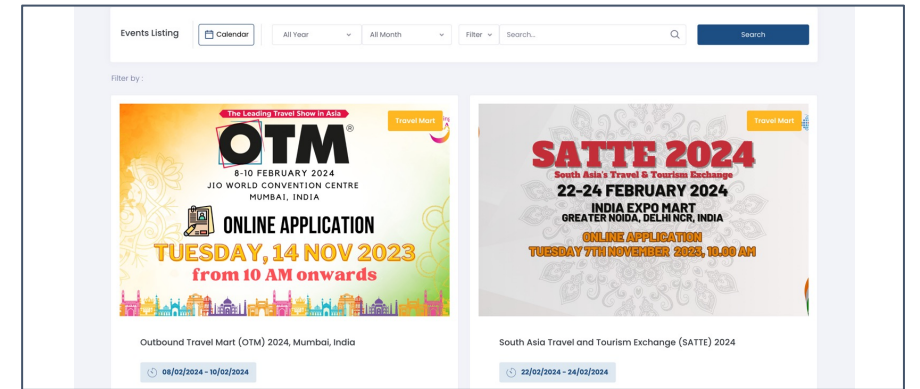 Events Listing
Calendar
All Year
All Month
Filter
Search...
Search
Filter by :
The Leading Travel Show in Asia
Travel Mart
OTM®
8-10 FEBRUARY 2024
JIO WORLD CONVENTION CENTRE
MUMBAI, INDIA
ONLINE APPLICATION
TUESDAY, 14 NOV 2023
from 10 AM onwards
Outbound Travel Mart (OTM) 2024, Mumbai, India
08/02/2024 - 10/02/2024
Travel Mart
SATTE 2024
South Asia's Travel & Tourism Exchange
22-24 FEBRUARY 2024
INDIA EXPO MART
GREATER NOIDA, DELHI NCR, INDIA
ONLINE APPLICATION
TUESDAY 7TH NOVEMBER 2023, 10.00 AM
South Asia Travel and Tourism Exchange (SATTE) 2024
22/02/2024 - 24/02/2024